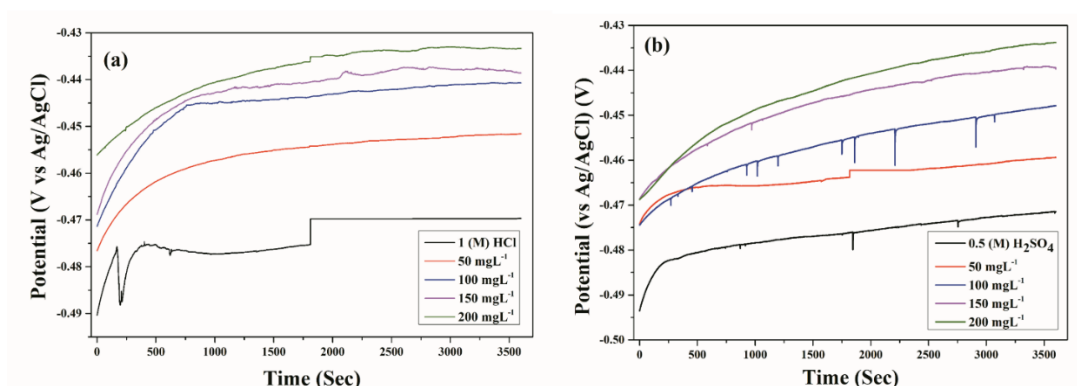 (a)
Potential (V vs Ag/AgCl)
-0.43
-0.44
-0.45
-0.46
-0.47
-0.48
-0.49
0
500
1000
1500
2000
2500
3000
3500
Time (Sec)
1 (M) HCl
50 mgL⁻¹
100 mgL⁻¹
150 mgL⁻¹
200 mgL⁻¹
(b)
Potential (vs Ag/AgCl) (V)
-0.43
-0.44
-0.45
-0.46
-0.47
-0.48
-0.49
-0.50
0
500
1000
1500
2000
2500
3000
3500
Time (Sec)
0.5 (M) H₂SO₄
50 mgL⁻¹
100 mgL⁻¹
150 mgL⁻¹
200 mgL⁻¹